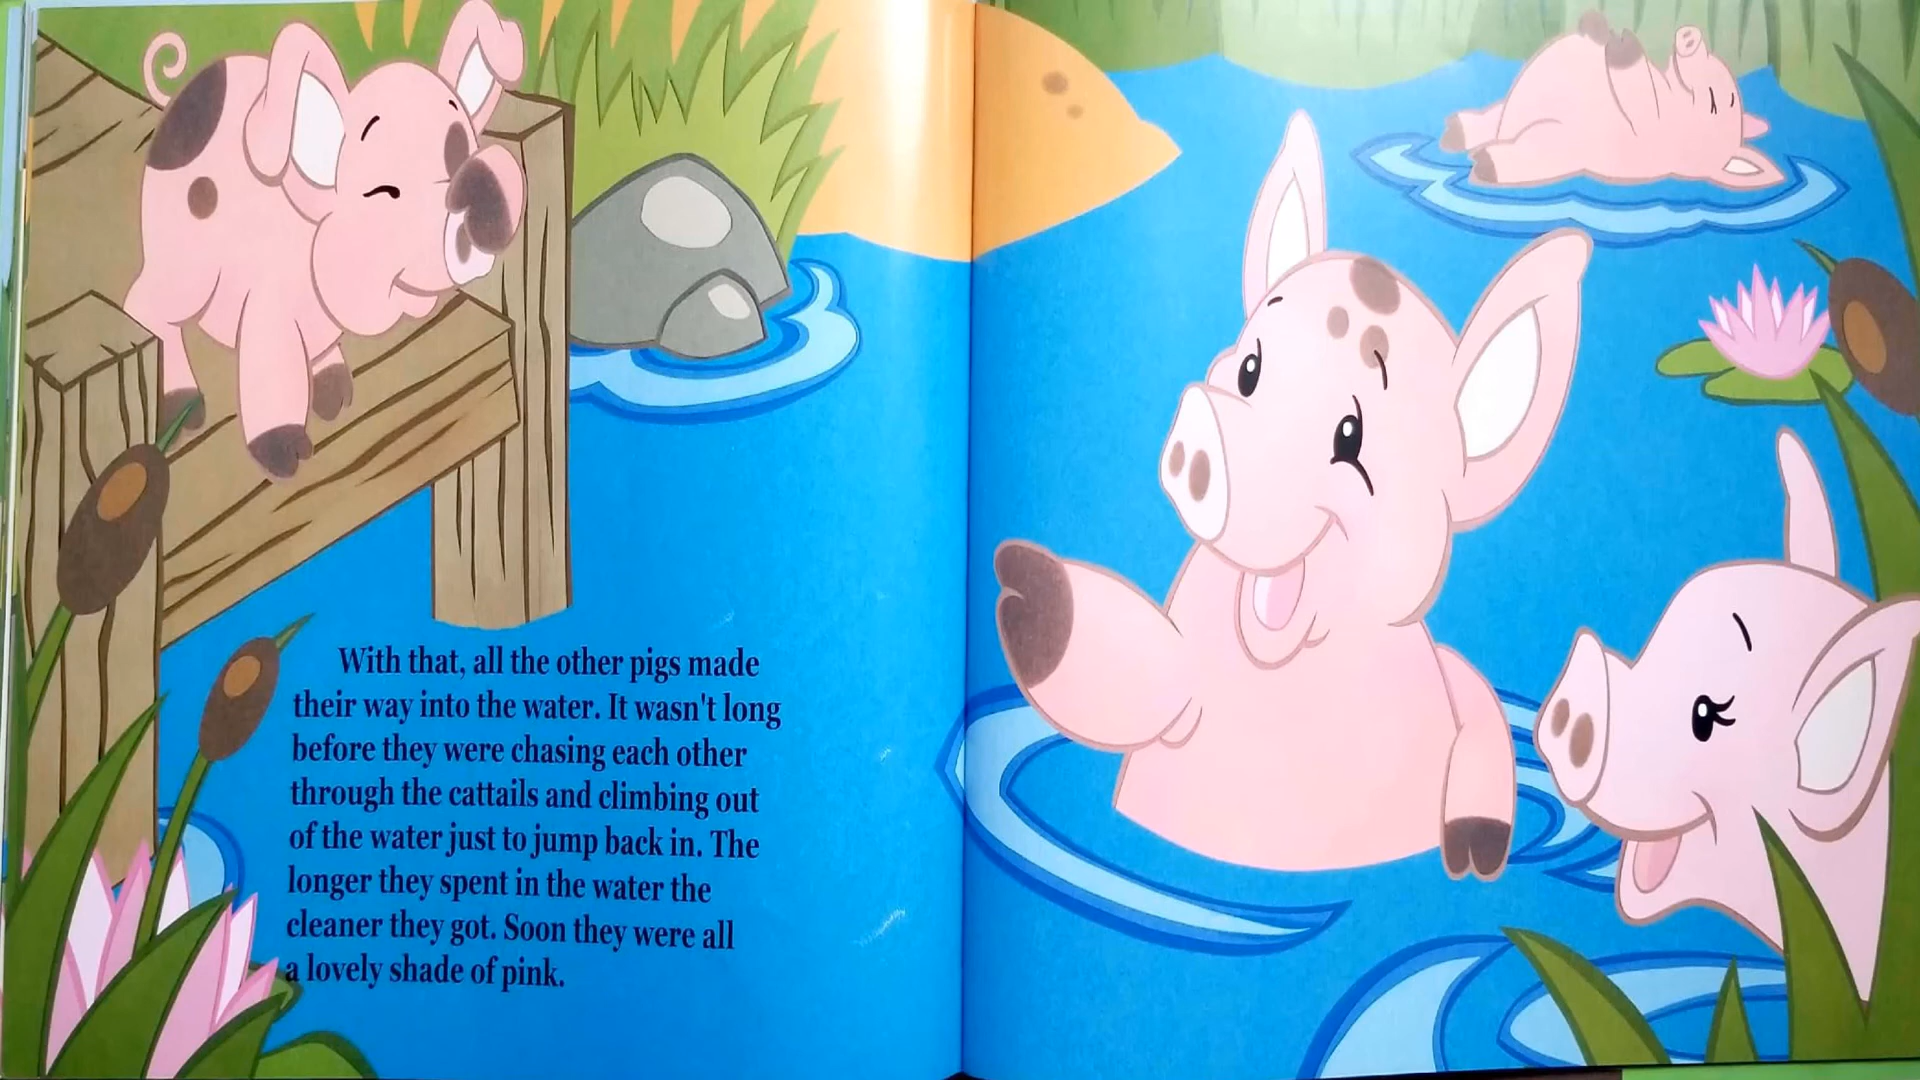 With that, all the other pigs made
their way into the water. It wasn't long
before they were chasing each other
through the cattails and climbing out
of the water just to jump back in. The
longer they spent in the water the
cleaner they got. Soon they were all
a lovely shade of pink.